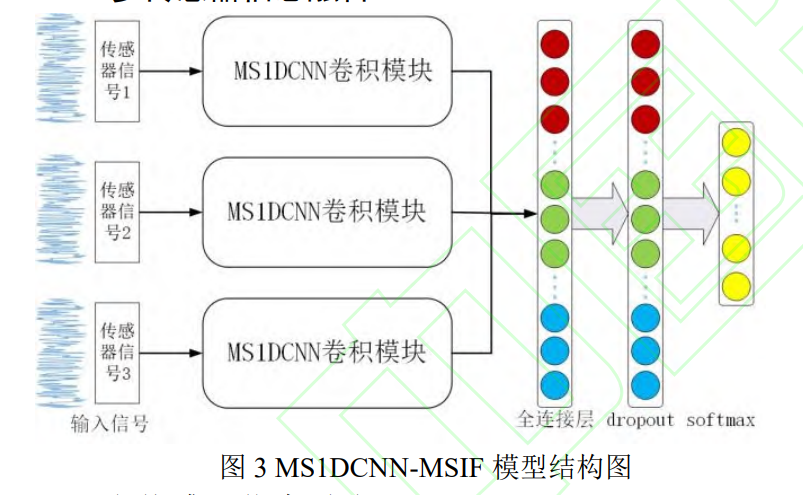 传感
器信
号1
MS1DCNN卷积模块
传感
器信
号2
MS1DCNN卷积模块
传感
器信
号3
MS1DCNN卷积模块
输入信号
全连接层 dropout softmax
图 3 MS1DCNN-MSIF 模型结构图